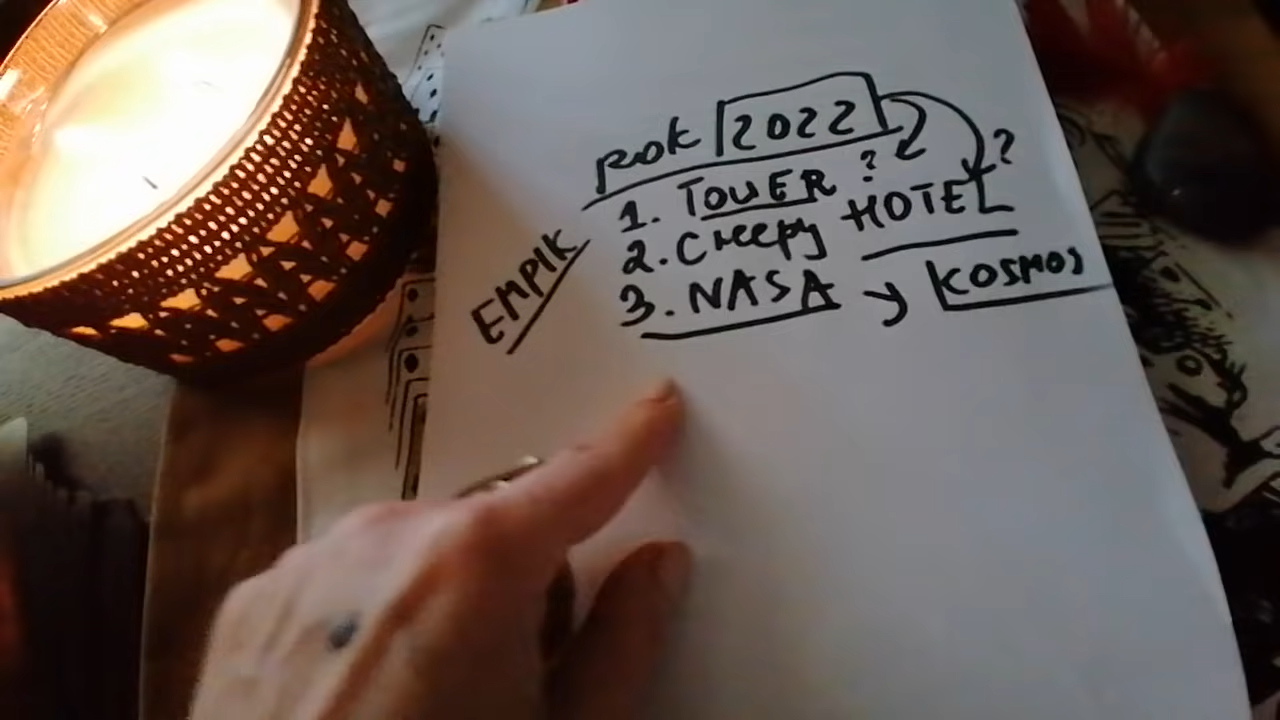 rok 2022
1. TOWER ?
2. Creepy HOTEL ?
3. NASA y KOSMOS
EMPIK